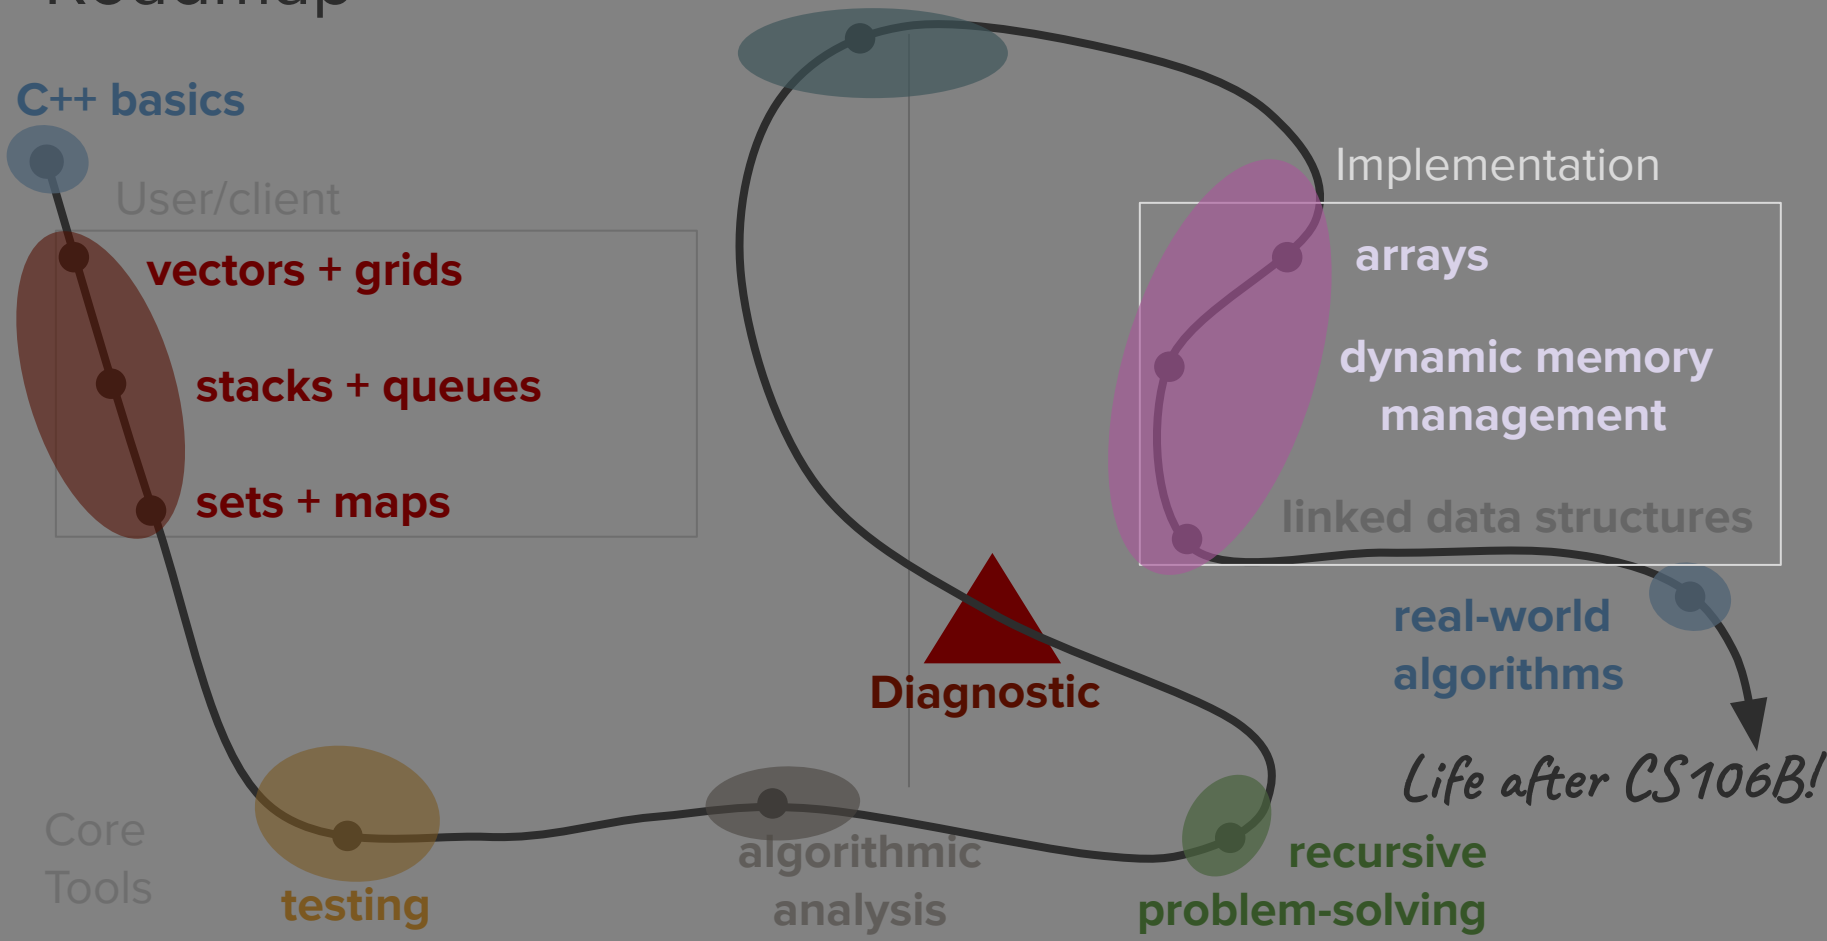 Roadmap
C++ basics
User/client
vectors + grids
stacks + queues
sets + maps
Core
Tools
testing
algorithmic
analysis
recursive
problem-solving
Diagnostic
Implementation
arrays
dynamic memory
management
linked data structures
real-world
algorithms
Life after CS106B!